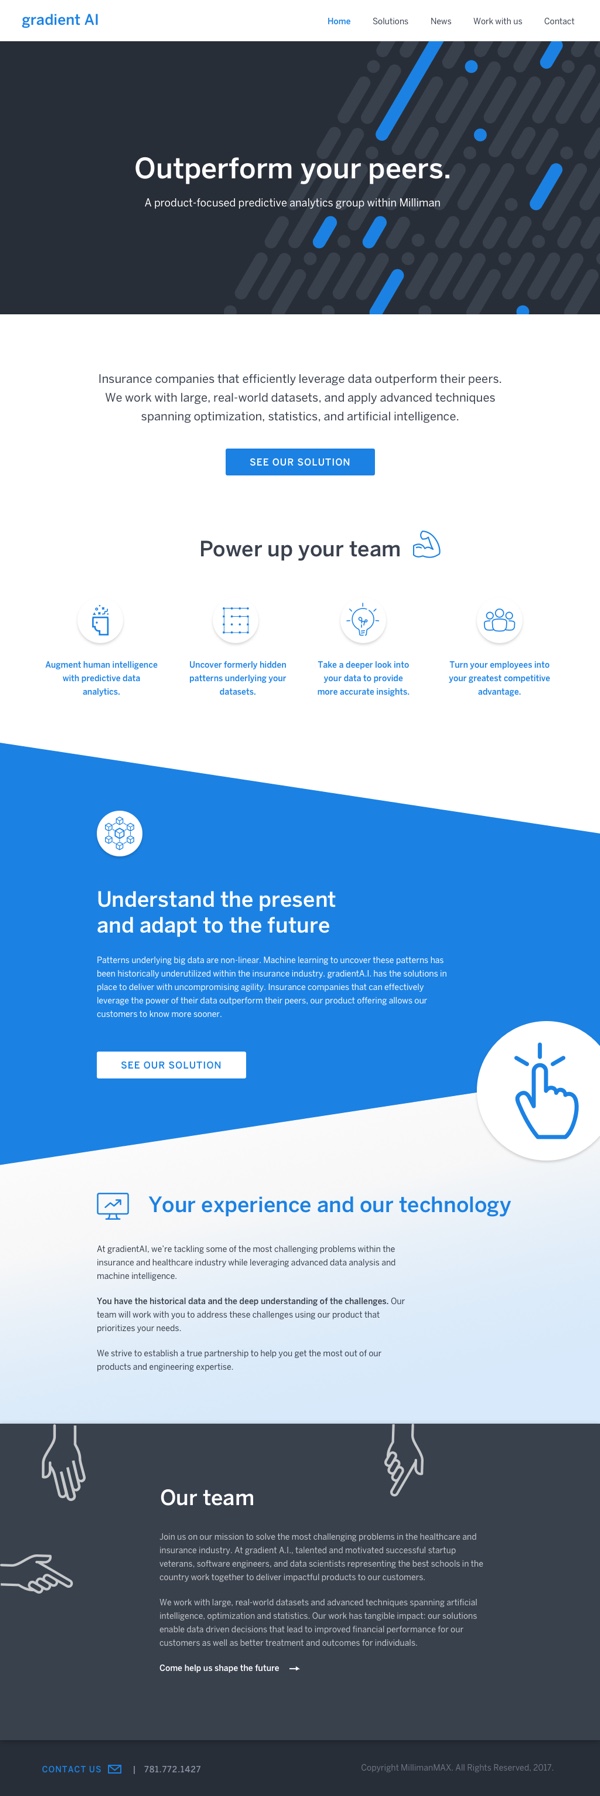 gradient AI
Home Solutions News Work with us Contact
Outperform your peers.
A product-focused predictive analytics group within Milliman
Insurance companies that efficiently leverage data outperform their peers.
We work with large, real-world datasets, and apply advanced techniques
spanning optimization, statistics, and artificial intelligence.
SEE OUR SOLUTION
Power up your team
Augment human intelligence
with predictive data
analytics.
Uncover formerly hidden
patterns underlying your
datasets.
Take a deeper look into
your data to provide
more accurate insights.
Turn your employees into
your greatest competitive
advantage.
Understand the present
and adapt to the future
Patterns underlying big data are non-linear. Machine learning to uncover these patterns has
been historically underutilized within the insurance industry. gradientA.I. has the solutions in
place to deliver with uncompromising agility. Insurance companies that can effectively
leverage the power of their data outperform their peers, our product offering allows our
customers to know more sooner.
SEE OUR SOLUTION
Your experience and our technology
At gradientAI, we're tackling some of the most challenging problems within the
insurance and healthcare industry while leveraging advanced data analysis and
machine intelligence.
You have the historical data and the deep understanding of the challenges. Our
team will work with you to address these challenges using our product that
prioritizes your needs.
We strive to establish a true partnership to help you get the most out of our
products and engineering expertise.
Our team
Join us on our mission to solve the most challenging problems in the healthcare and
insurance industry. At gradient A.I., talented and motivated successful startup
veterans, software engineers, and data scientists representing the best schools in the
country work together to deliver impactful products to our customers.
We work with large, real-world datasets and advanced techniques spanning artificial
intelligence, optimization and statistics. Our work has tangible impact: our solutions
enable data driven decisions that lead to improved financial performance for our
customers as well as better treatment and outcomes for individuals.
Come help us shape the future
CONTACT US | 781.772.1427
Copyright MillimanMAX. All Rights Reserved, 2017.